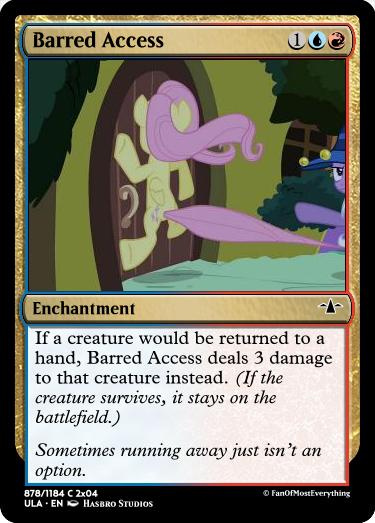 Barred Access 1
Enchantment
If a creature would be returned to a
hand, Barred Access deals 3 damage
to that creature instead. (If the
creature survives, it stays on the
battlefield.)
Sometimes running away just isn't an
option.
878/1184 C 2x04
ULA • EN Hasbro Studios © FanOfMostEverything